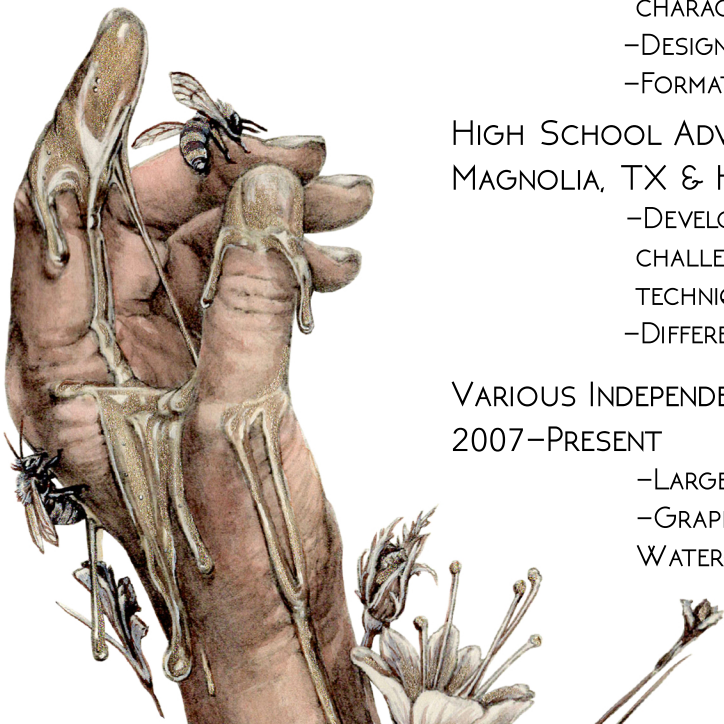 CHARAC
-DESIGN
-FORMAT
HIGH SCHOOL ADV
MAGNOLIA, TX & H
-DEVELO
CHALLE
TECHNIC
-DIFFERE
VARIOUS INDEPENDE
2007-PRESENT
-LARGE
-GRAPH
WATER